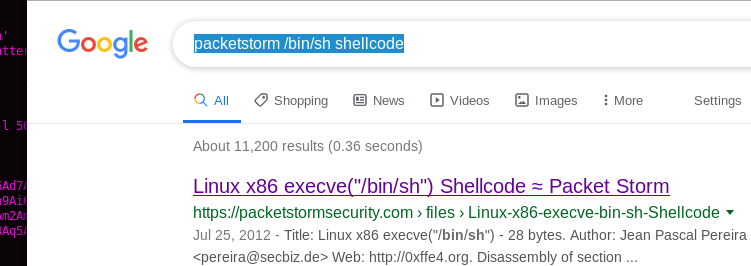 Google
packetstorm /bin/sh shellcode
All Shopping News Videos Images More Settings
About 11,200 results (0.36 seconds)
Linux x86 execve("/bin/sh") Shellcode ≈ Packet Storm
https://packetstormsecurity.com › files › Linux-x86-execve-bin-sh-Shellcode
Jul 25, 2012 - Title: Linux x86 execve("/bin/sh") - 28 bytes. Author: Jean Pascal Pereira
<pereira@secbiz.de> Web: http://0xffe4.org. Disassembly of section ...